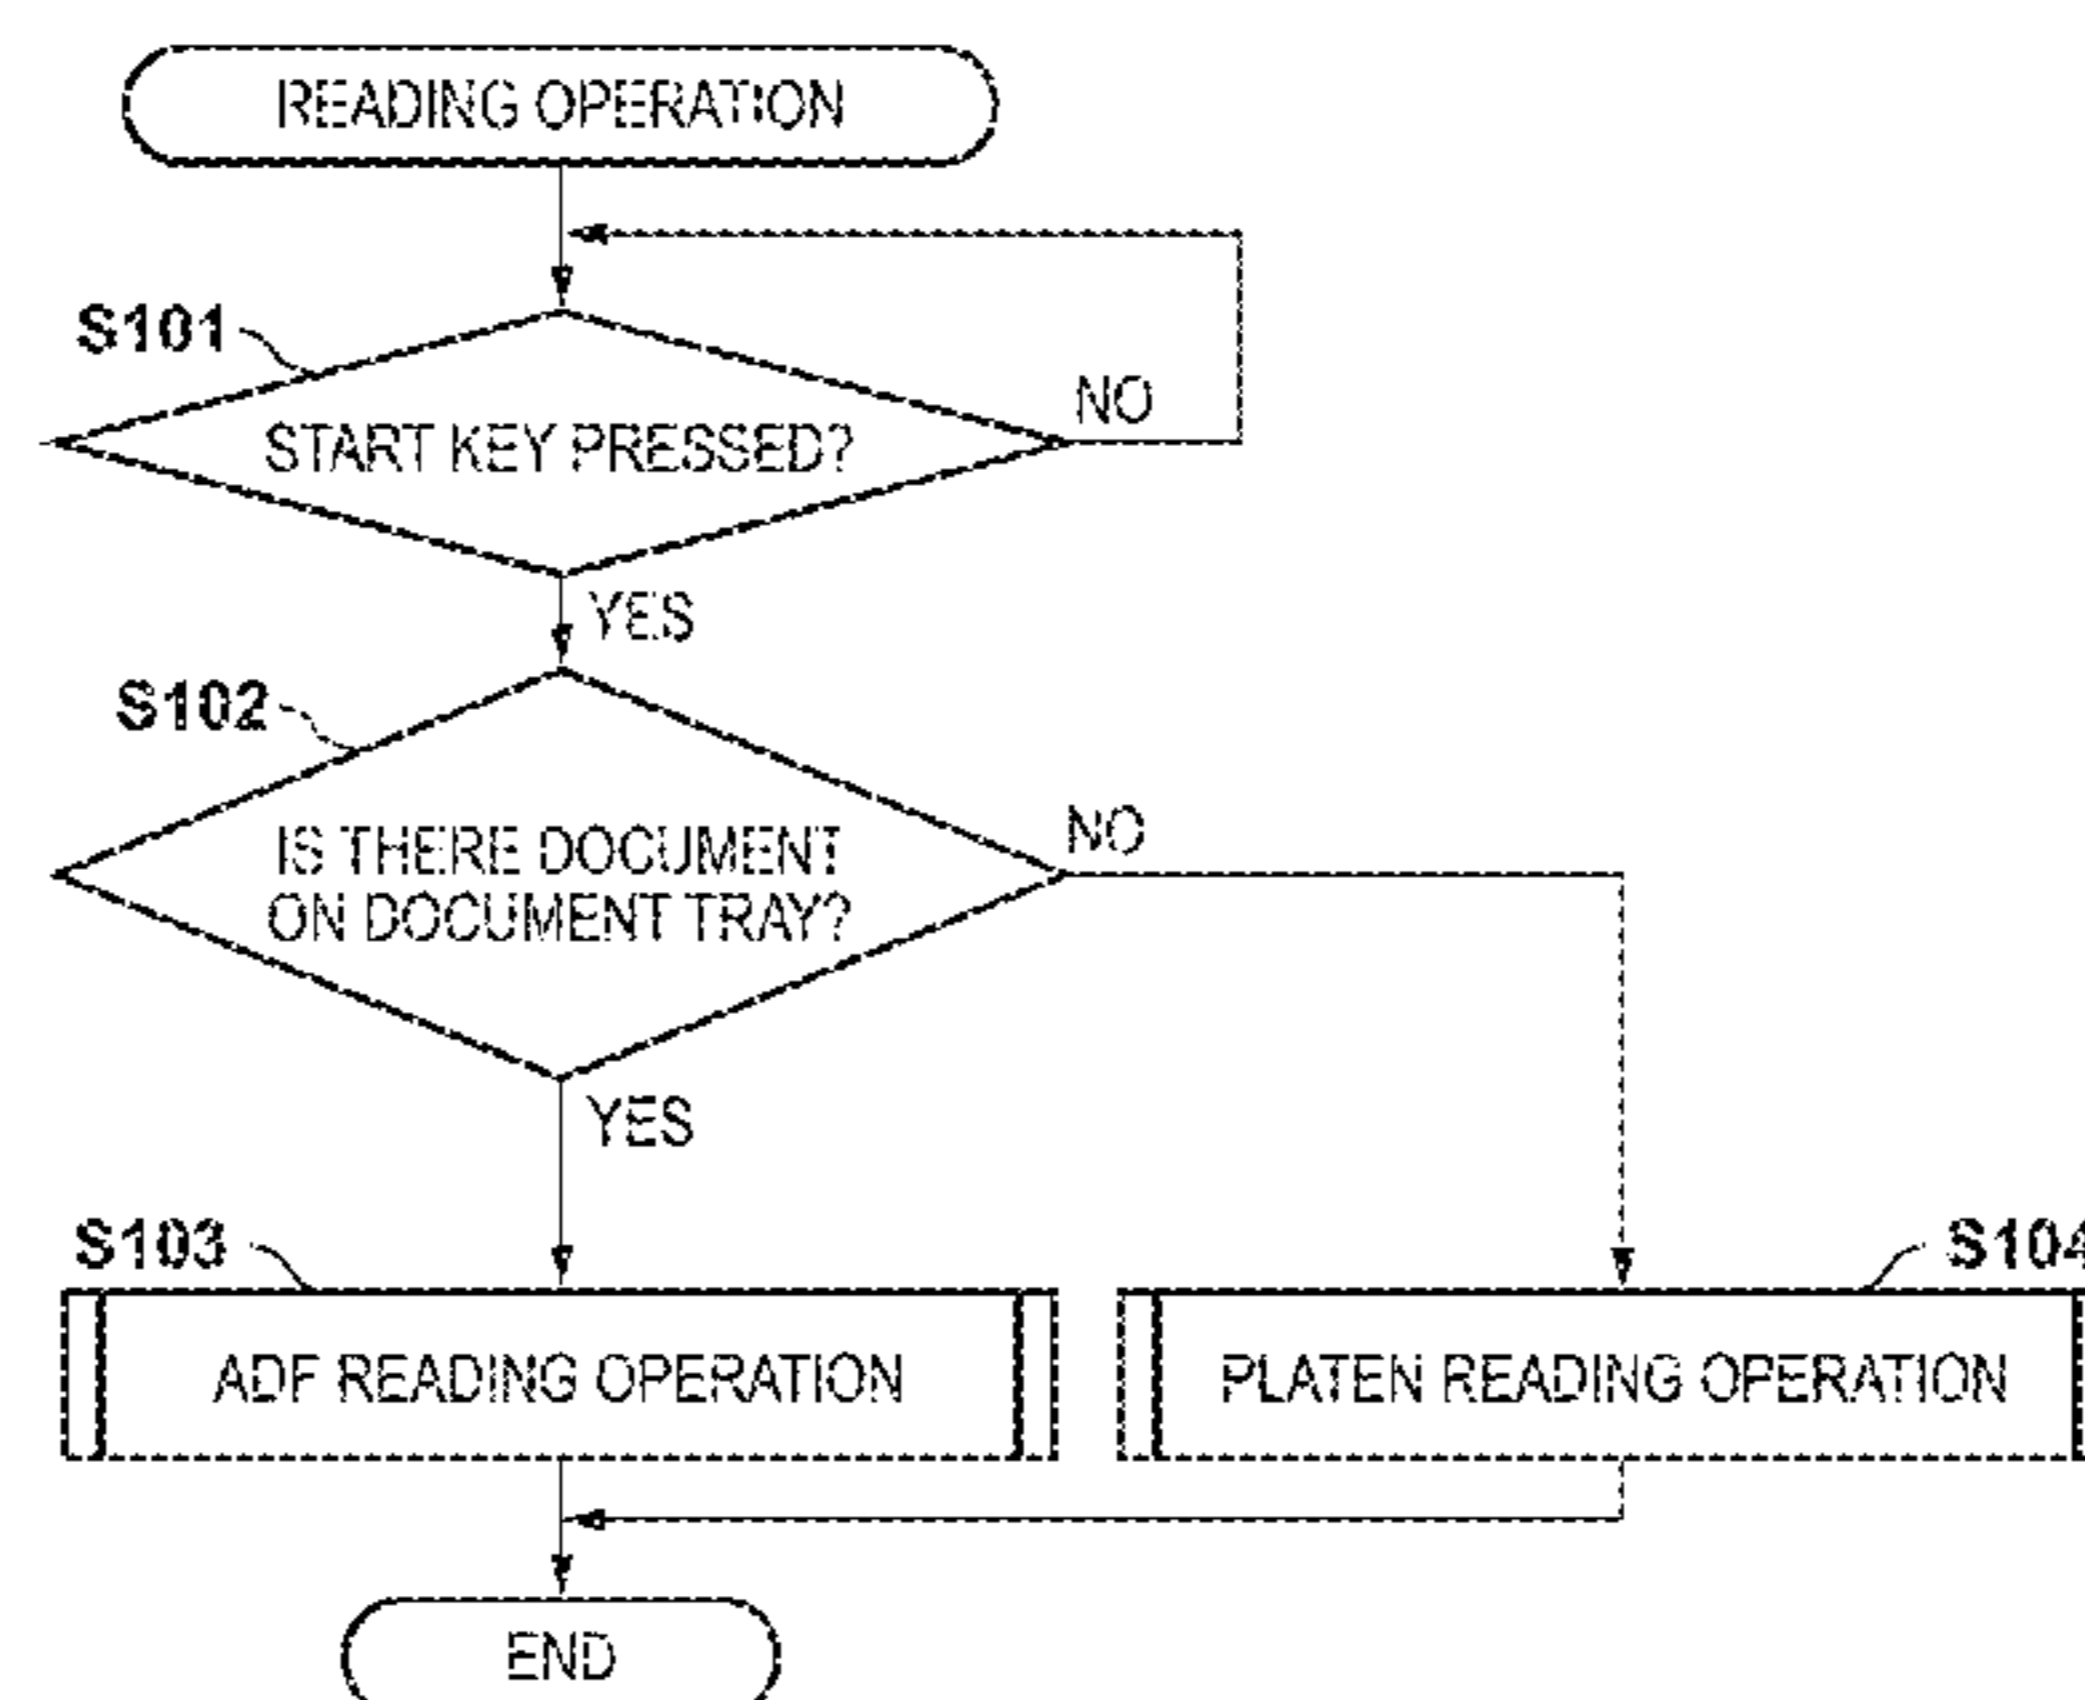 READING OPERATION
S101
START KEY PRESSED?
NO
YES
S102
IS THERE DOCUMENT
ON DOCUMENT TRAY?
NO
YES
S103
ADF READING OPERATION
S104
PLATEN READING OPERATION
END